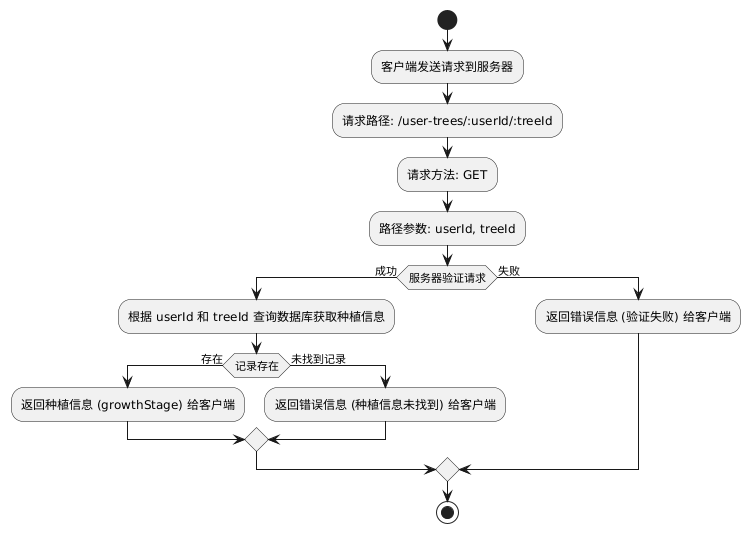 客户端发送请求到服务器
请求路径: /user-trees/:userId/:treeId
请求方法: GET
路径参数: userId, treeId
成功
服务器验证请求
失败
根据 userId 和 treeId 查询数据库获取种植信息
返回错误信息 (验证失败) 给客户端
存在
记录存在
未找到记录
返回种植信息 (growthStage) 给客户端
返回错误信息 (种植信息未找到) 给客户端